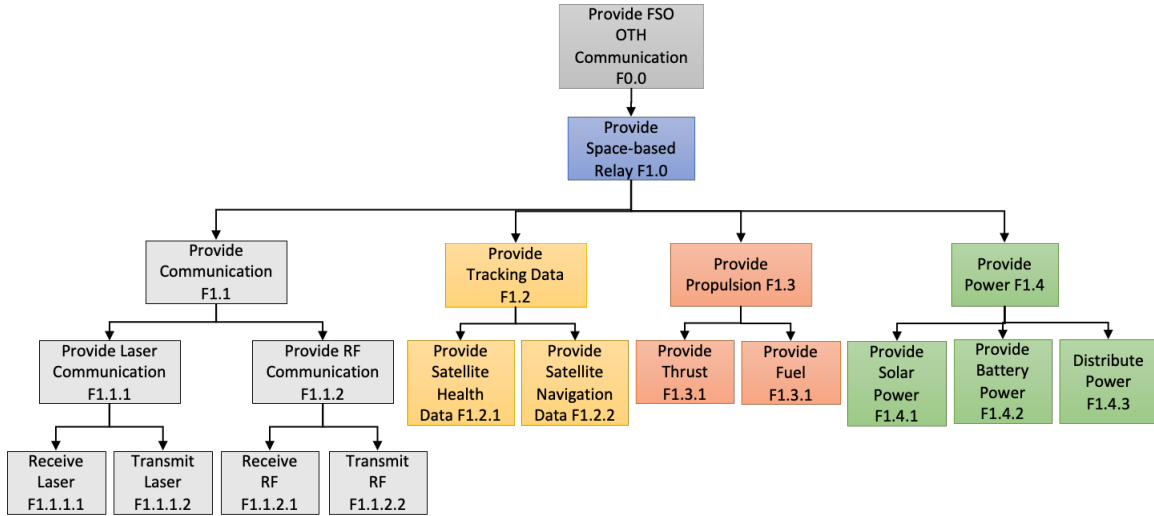 Provide FSO
OTH
Communication
F0.0
Provide
Space-based
Relay F1.0
Provide
Communication
F1.1
Provide
Tracking Data
F1.2
Provide
Propulsion F1.3
Provide
Power F1.4
Provide Laser
Communication
F1.1.1
Provide RF
Communication
F1.1.2
Provide
Satellite
Health
Data F1.2.1
Provide
Satellite
Navigation
Data F1.2.2
Provide
Thrust
F1.3.1
Provide
Fuel
F1.3.1
Provide
Solar
Power
F1.4.1
Provide
Battery
Power
F1.4.2
Distribute
Power
F1.4.3
Receive
Laser
F1.1.1.1
Transmit
Laser
F1.1.1.2
Receive
RF
F1.1.2.1
Transmit
RF
F1.1.2.2